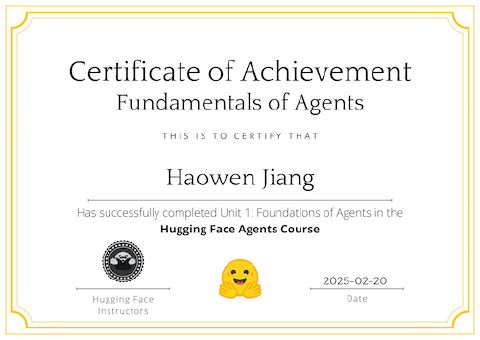 Certificate of Achievement
Fundamentals of Agents
THIS IS TO CERTIFY THAT
Haowen Jiang
Has successfully completed Unit 1: Foundations of Agents in the
Hugging Face Agents Course
2025-02-20
Hugging Face
Instructors
Date